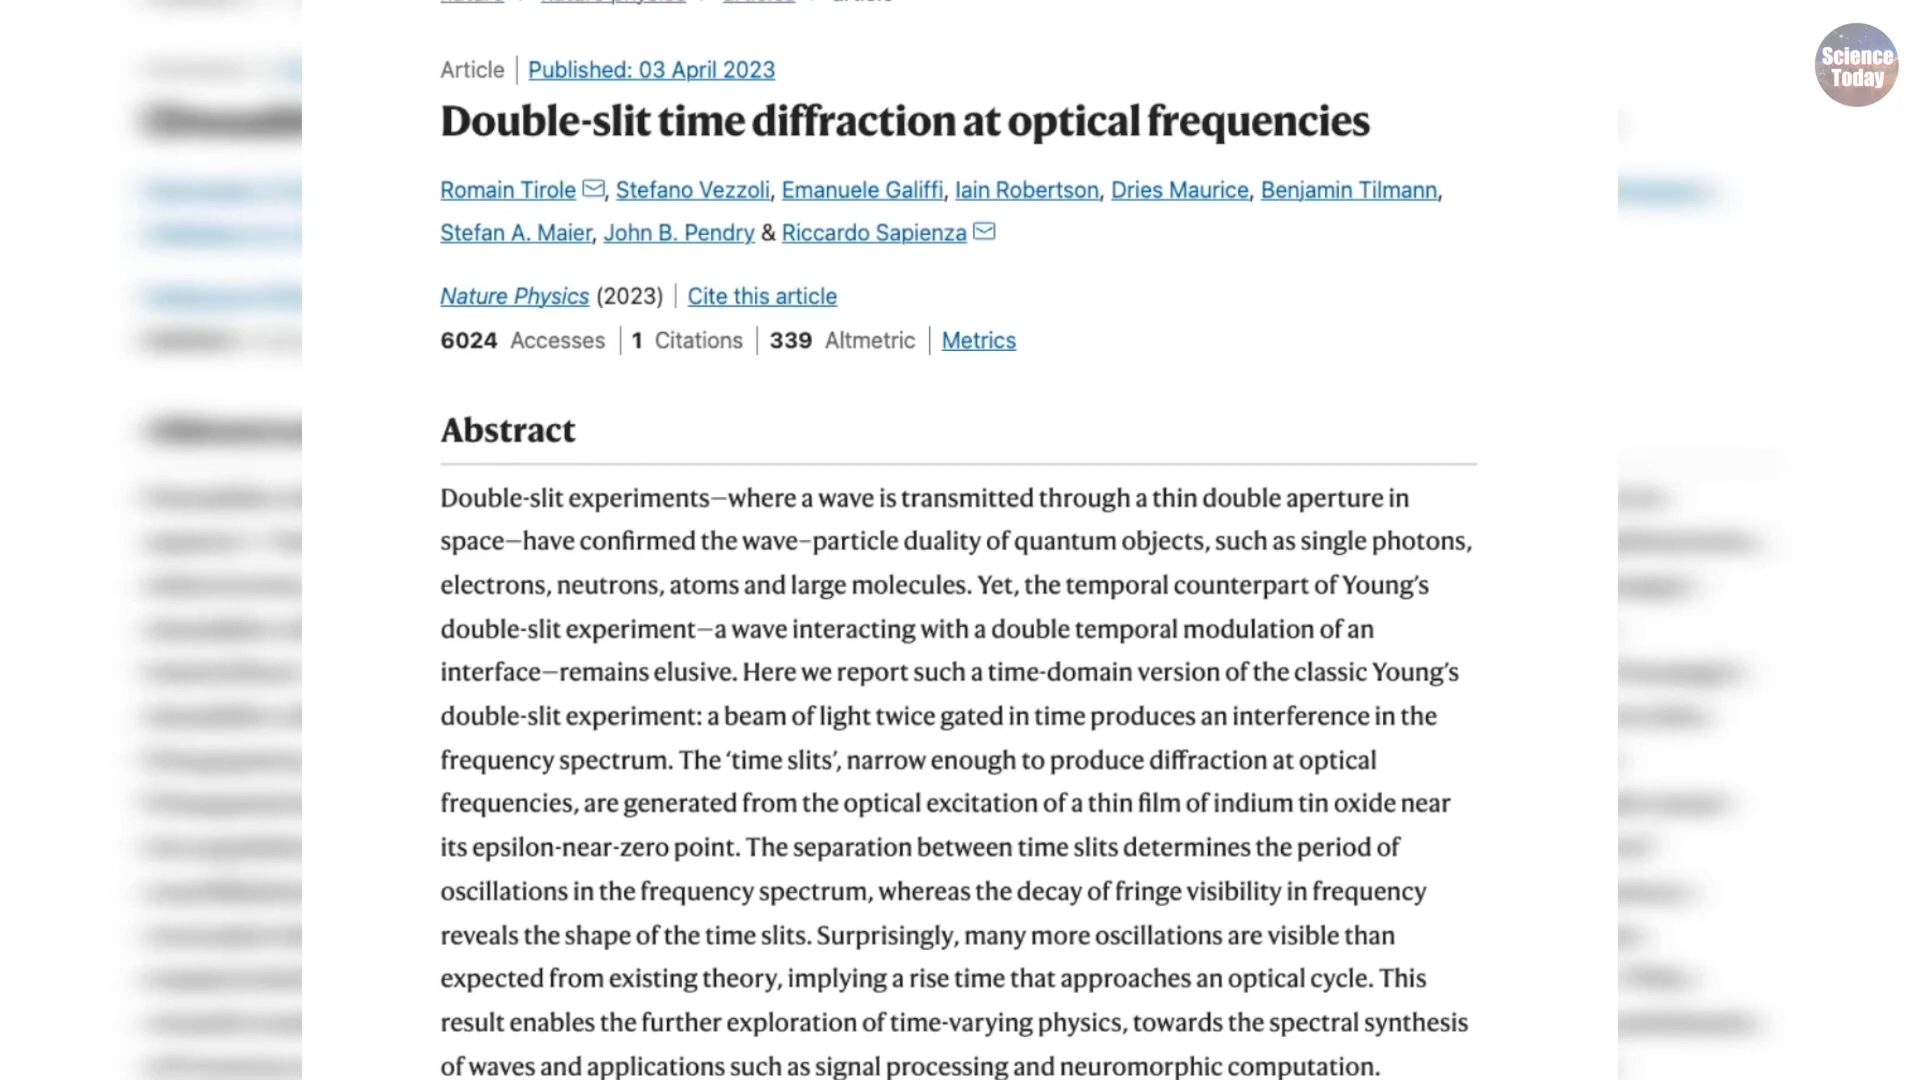 Science
Today
Article | Published: 03 April 2023
Double-slit time diffraction at optical frequencies
Romain Tirole, Stefano Vezzoli, Emanuele Galiffi, Iain Robertson, Dries Maurice, Benjamin Tilmann,
Stefan A. Maier, John B. Pendry & Riccardo Sapienza
Nature Physics (2023) | Cite this article
6024 Accesses | 1 Citations | 339 Altmetric | Metrics
Abstract
Double-slit experiments—where a wave is transmitted through a thin double aperture in
space—have confirmed the wave–particle duality of quantum objects, such as single photons,
electrons, neutrons, atoms and large molecules. Yet, the temporal counterpart of Young’s
double-slit experiment—a wave interacting with a double temporal modulation of an
interface—remains elusive. Here we report such a time-domain version of the classic Young’s
double-slit experiment: a beam of light twice gated in time produces an interference in the
frequency spectrum. The ‘time slits’, narrow enough to produce diffraction at optical
frequencies, are generated from the optical excitation of a thin film of indium tin oxide near
its epsilon-near-zero point. The separation between time slits determines the period of
oscillations in the frequency spectrum, whereas the decay of fringe visibility in frequency
reveals the shape of the time slits. Surprisingly, many more oscillations are visible than
expected from existing theory, implying a rise time that approaches an optical cycle. This
result enables the further exploration of time-varying physics, towards the spectral synthesis
of waves and applications such as signal processing and neuromorphic computation.